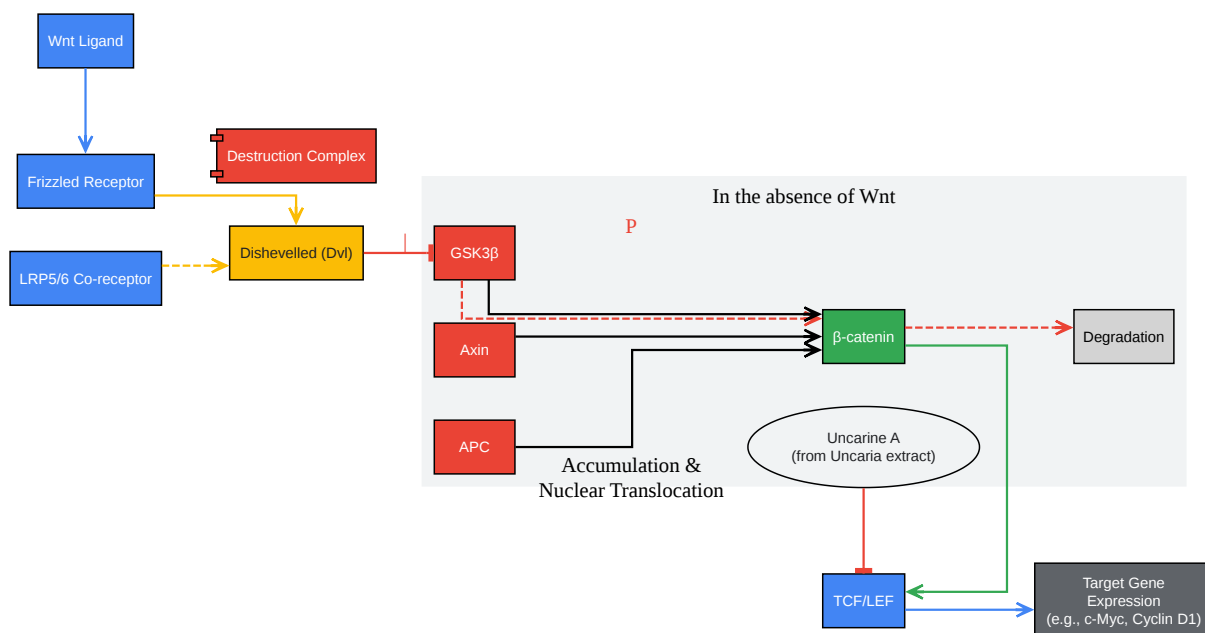 Wnt Ligand
Destruction Complex
Frizzled Receptor
In the absence of Wnt
P
Dishevelled (Dvl)
GSK3β
LRP5/6 Co-receptor
Axin
β-catenin
Degradation
APC
Accumulation &
Nuclear Translocation
Uncarine A
(from Uncaria extract)
TCF/LEF
Target Gene
Expression
(e.g., c-Myc, Cyclin D1)